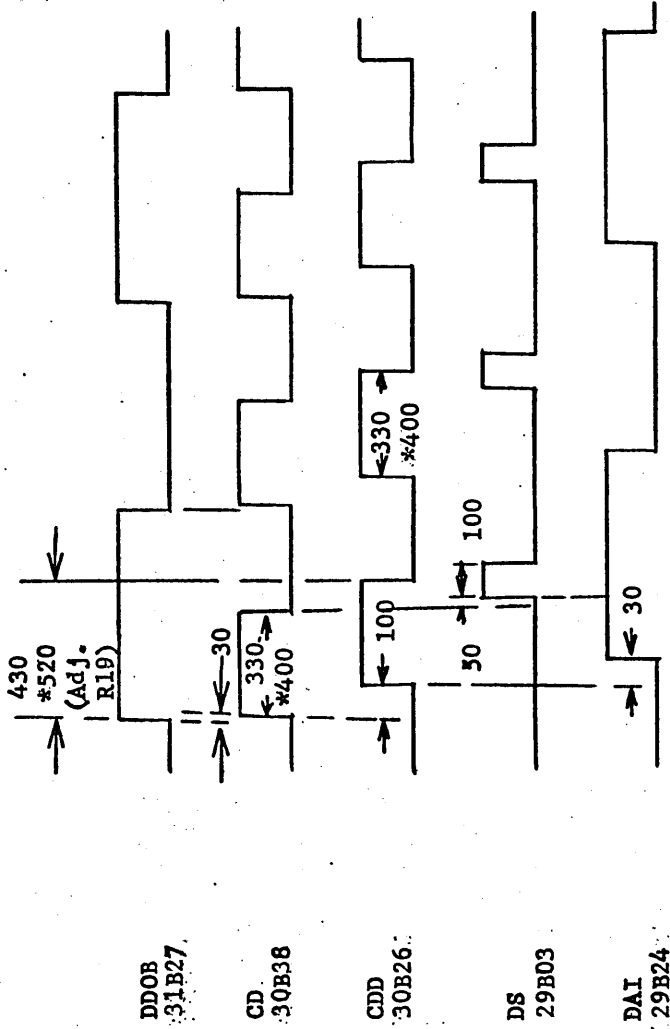 430
*520
(Adj.
R19)
DDOB
31B27
30
CD
30B38
330
*400
CDD
30B26
100
330
*400
DS
29B03
50
100
DAI
29B24
30